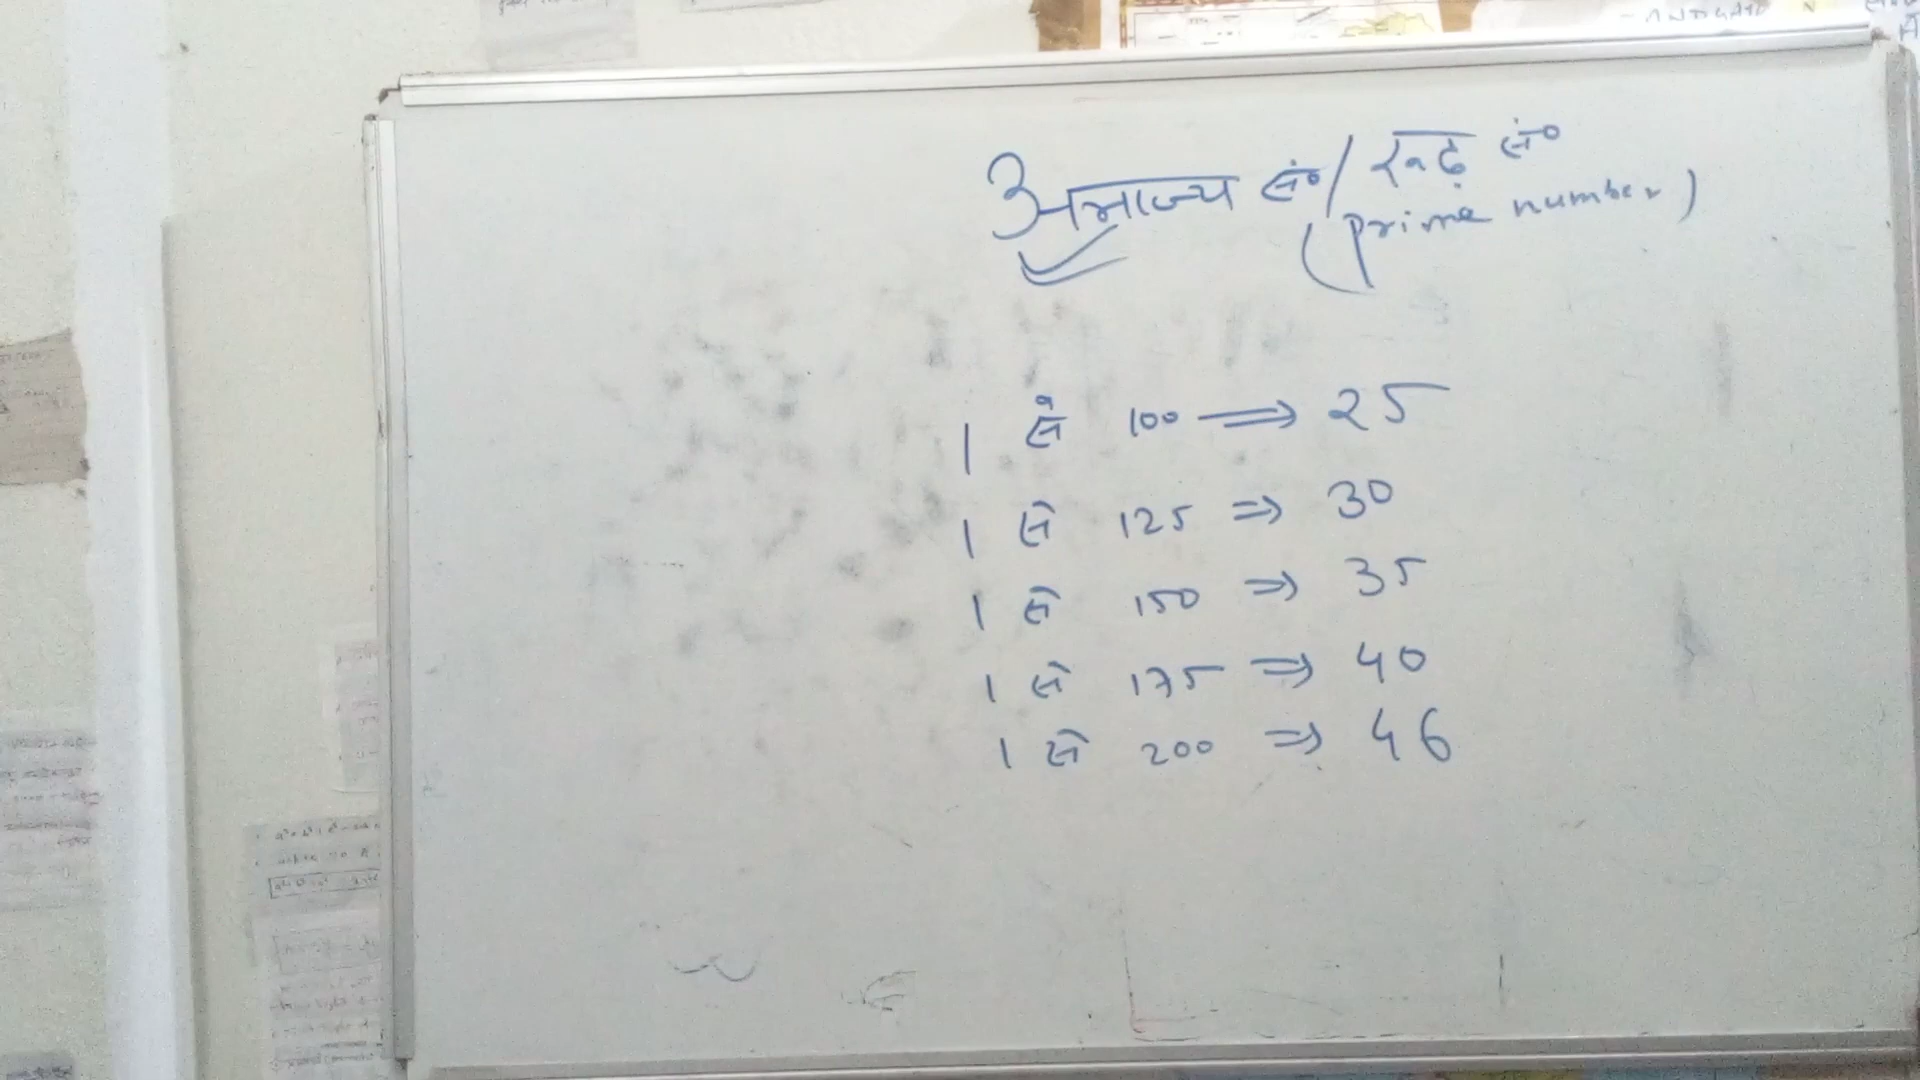 अभाज्य सं० / रूढ़ सं०
(prime number)
1 से 100 ⟹ 25
1 से 125 ⇒ 30
1 से 150 ⇒ 35
1 से 175 ⇒ 40
1 से 200 ⇒ 46